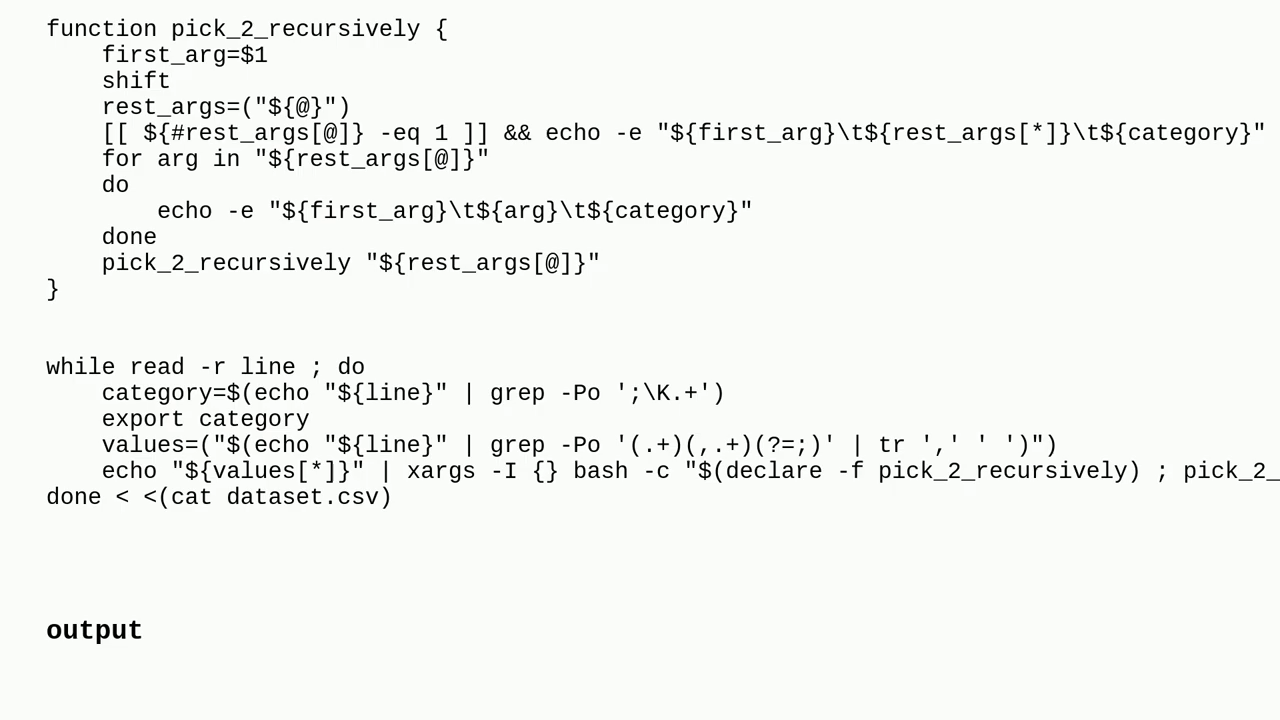 function pick_2_recursively {
    first_arg=$1
    shift
    rest_args=("${@}")
    [[ ${#rest_args[@]} -eq 1 ]] && echo -e "${first_arg}\t${rest_args[*]}\t${category}"
    for arg in "${rest_args[@]}"
    do
        echo -e "${first_arg}\t${arg}\t${category}"
    done
    pick_2_recursively "${rest_args[@]}"
}
while read -r line ; do
    category=$(echo "${line}" | grep -Po ';\K.+')
    export category
    values=("$(echo "${line}" | grep -Po '(.+)(,.+)(?=;)' | tr ',' ' ')")
    echo "${values[*]}" | xargs -I {} bash -c "$(declare -f pick_2_recursively) ; pick_2_
done < <(cat dataset.csv)
output